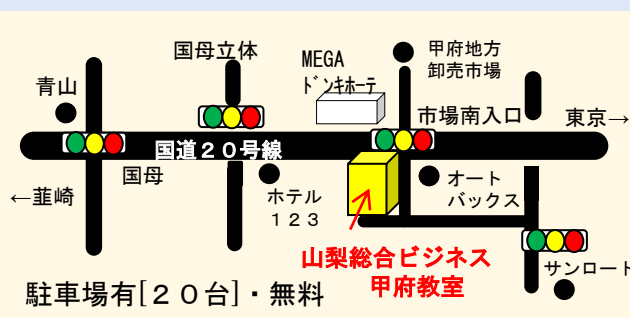 国母立体
MEGA
ドンキホーテ
甲府地方
卸売市場
青山
市場南入口
東京→
国道２０号線
国母
←韮崎
ホテル
１２３
オート
バックス
山梨総合ビジネス
甲府教室
サンロード
駐車場有[２０台]・無料